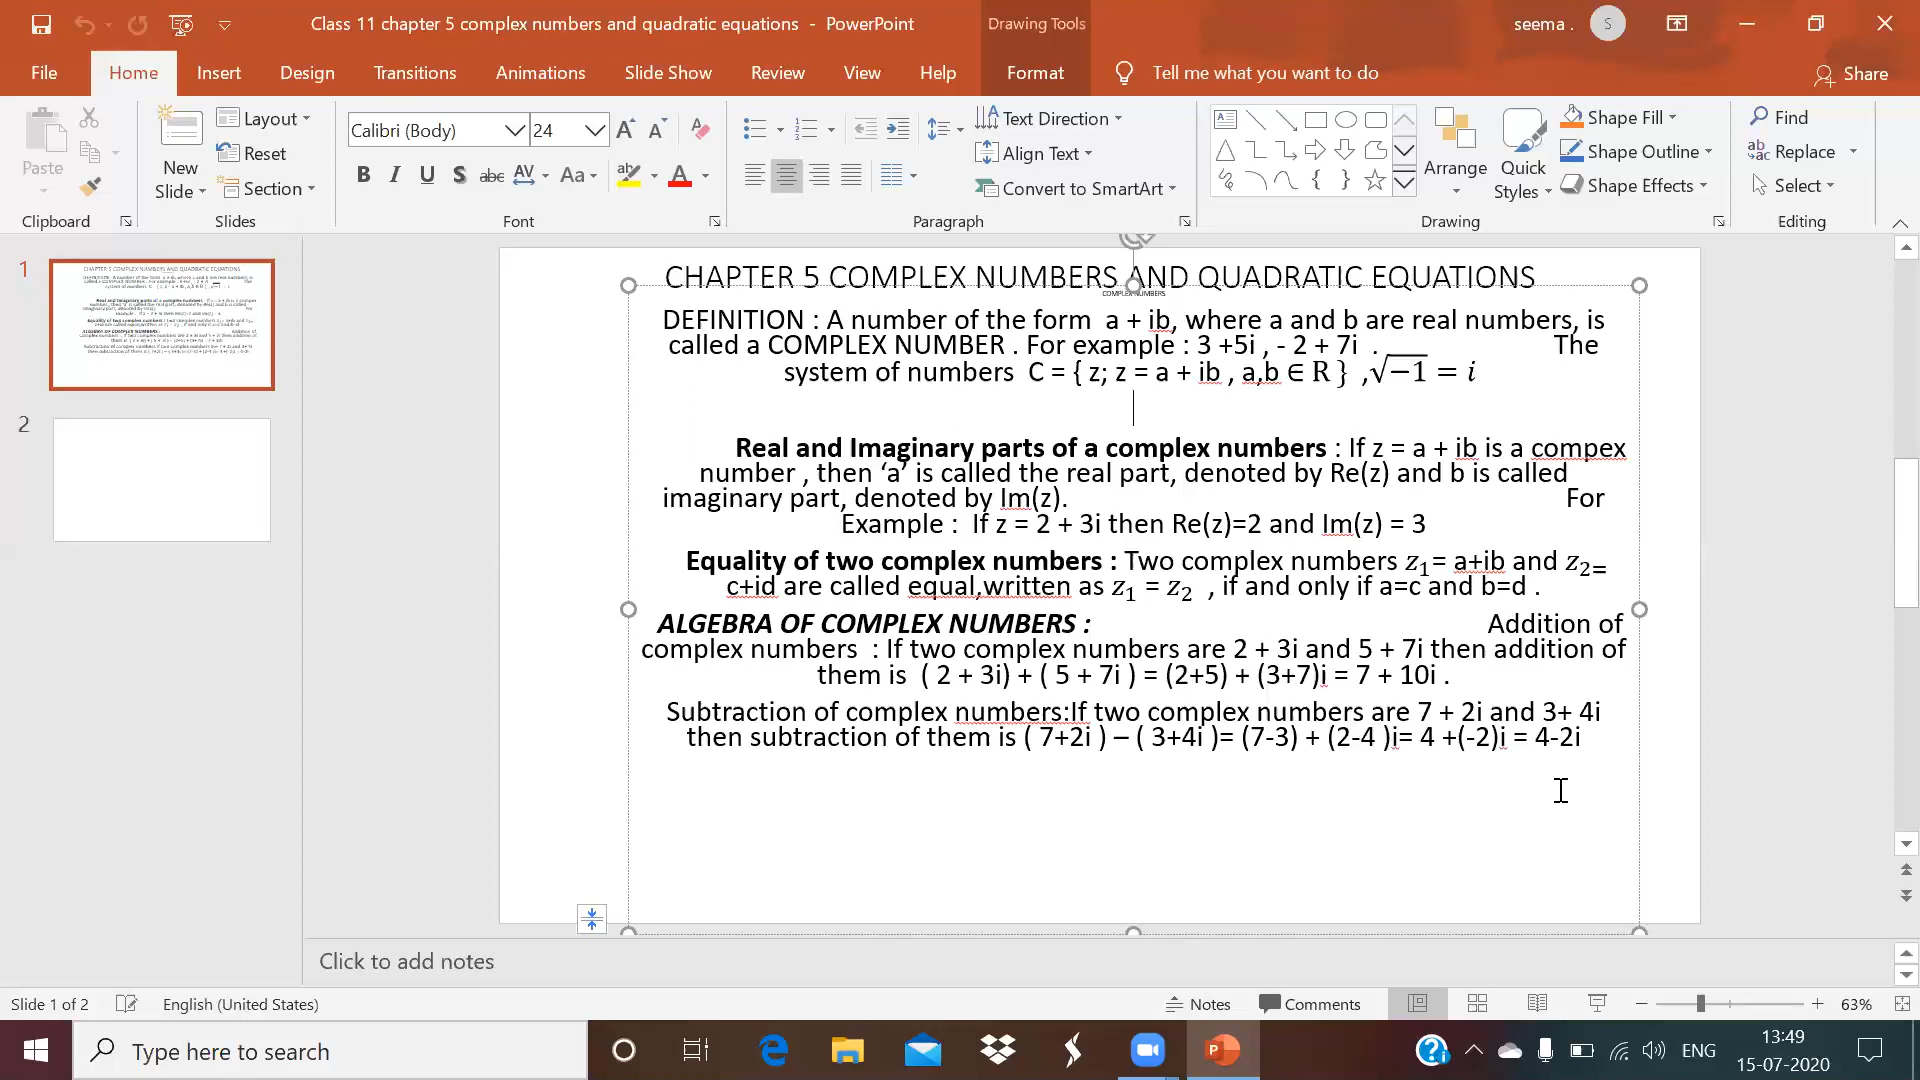 Class 11 chapter 5 complex numbers and quadratic equations - PowerPoint
Drawing Tools
seema .
S
File
Home
Insert
Design
Transitions
Animations
Slide Show
Review
View
Help
Format
Tell me what you want to do
Share
Paste
New
Slide
Layout
Reset
Section
Calibri (Body)
24
Text Direction
Align Text
Convert to SmartArt
Arrange
Quick
Styles
Shape Fill
Shape Outline
Shape Effects
Find
Replace
Select
Clipboard
Slides
Font
Paragraph
Drawing
Editing
1
2
CHAPTER 5 COMPLEX NUMBERS AND QUADRATIC EQUATIONS
COMPLEX NUMBERS
DEFINITION : A number of the form a + ib, where a and b are real numbers, is
called a COMPLEX NUMBER . For example : 3 +5i , - 2 + 7i . The
system of numbers C = { z; z = a + ib , a,b ∈ R } ,√−1 = i
Real and Imaginary parts of a complex numbers : If z = a + ib is a compex
number , then ‘a’ is called the real part, denoted by Re(z) and b is called
imaginary part, denoted by Im(z). For
Example : If z = 2 + 3i then Re(z)=2 and Im(z) = 3
Equality of two complex numbers : Two complex numbers z₁= a+ib and z₂=
c+id are called equal,written as z₁ = z₂ , if and only if a=c and b=d .
ALGEBRA OF COMPLEX NUMBERS : Addition of
complex numbers : If two complex numbers are 2 + 3i and 5 + 7i then addition of
them is ( 2 + 3i) + ( 5 + 7i ) = (2+5) + (3+7)i = 7 + 10i .
Subtraction of complex numbers:If two complex numbers are 7 + 2i and 3+ 4i
then subtraction of them is ( 7+2i ) – ( 3+4i )= (7-3) + (2-4 )i= 4 +(-2)i = 4-2i
Click to add notes
Slide 1 of 2
English (United States)
Notes
Comments
63%
Type here to search
ENG
13:49
15-07-2020